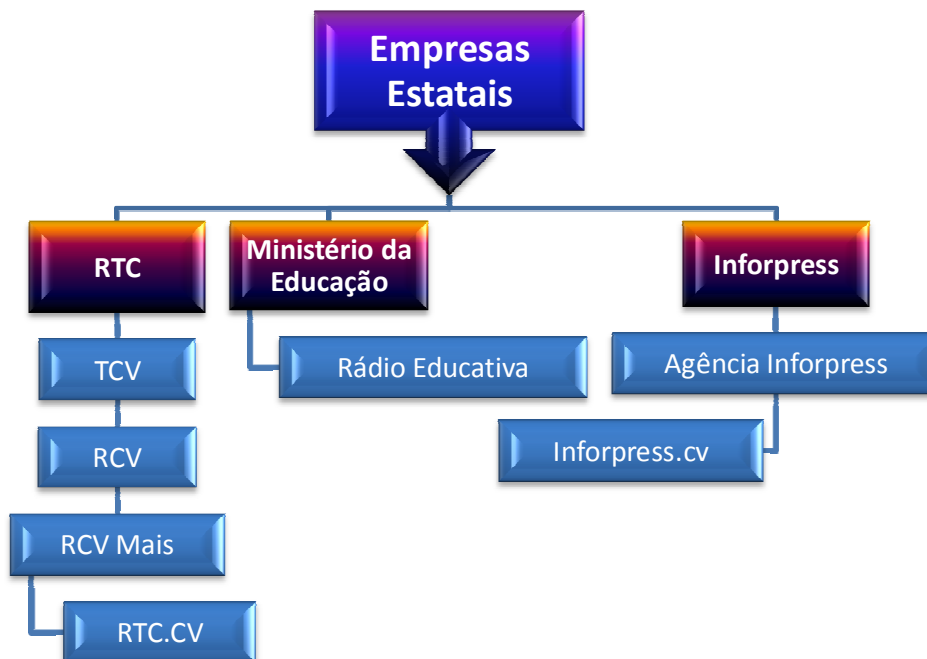 Empresas
Estatais
RTC
Ministério da
Educação
Inforpress
TCV
Rádio Educativa
Agência Inforpress
RCV
Inforpress.cv
RCV Mais
RTC.CV